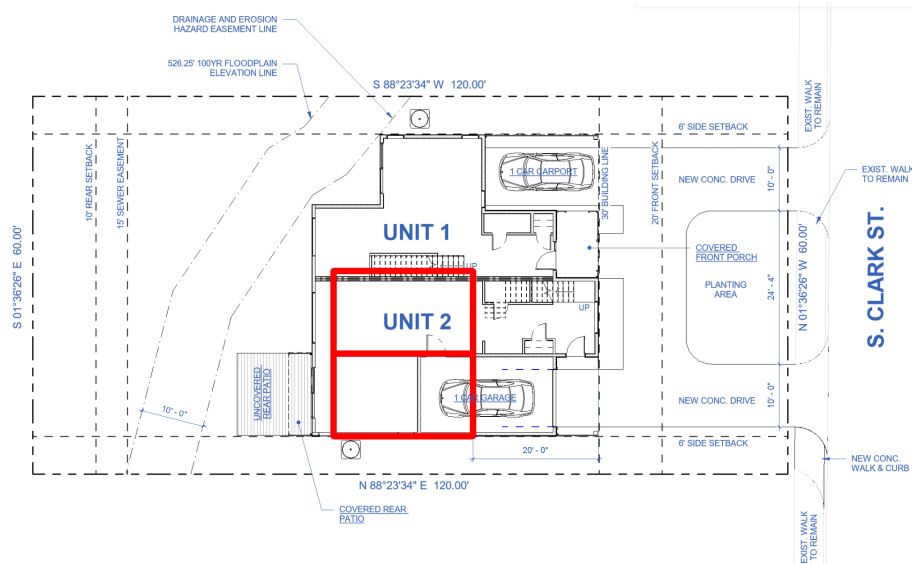 DRAINAGE AND EROSION
HAZARD EASEMENT LINE
526.25' 100YR FLOODPLAIN
ELEVATION LINE
S 88°23'34" W 120.00'
6' SIDE SETBACK
EXIST. WALK
TO REMAIN
10' REAR SETBACK
15' SEWER EASEMENT
1 CAR CARPORT
30' BUILDING LINE
20' FRONT SETBACK
NEW CONC. DRIVE
10' - 0"
EXIST. WALK
TO REMAIN
S 01°36'26" E 60.00'
UNIT 1
UP
COVERED
FRONT PORCH
PLANTING
AREA
24' - 4"
N 01°36'26" W 60.00'
S. CLARK ST.
UNIT 2
UP
UNCOVERED
REAR PATIO
1 CAR GARAGE
NEW CONC. DRIVE
10' - 0"
10' - 0"
6' SIDE SETBACK
20' - 0"
NEW CONC.
WALK & CURB
N 88°23'34" E 120.00'
COVERED REAR
PATIO
EXIST. WALK
TO REMAIN